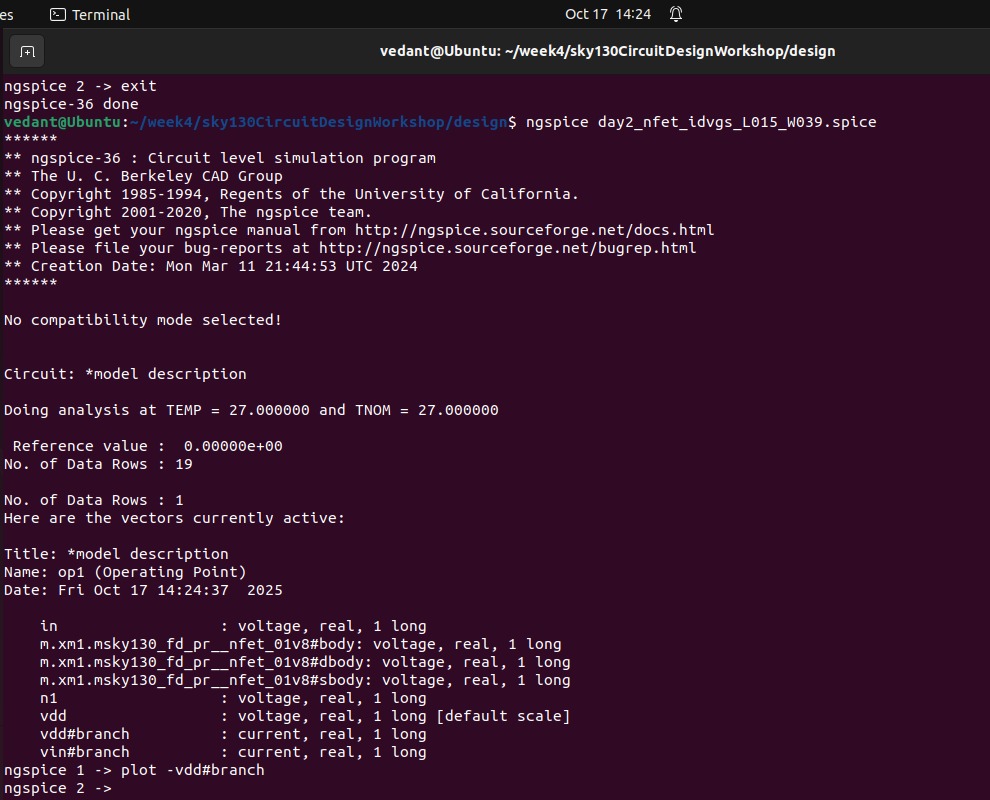 es Terminal Oct 17 14:24
vedant@Ubuntu: ~/week4/sky130CircuitDesignWorkshop/design
ngspice 2 -> exit
ngspice-36 done
vedant@Ubuntu:~/week4/sky130CircuitDesignWorkshop/design$ ngspice day2_nfet_idvgs_L015_W039.spice
******
** ngspice-36 : Circuit level simulation program
** The U. C. Berkeley CAD Group
** Copyright 1985-1994, Regents of the University of California.
** Copyright 2001-2020, The ngspice team.
** Please get your ngspice manual from http://ngspice.sourceforge.net/docs.html
** Please file your bug-reports at http://ngspice.sourceforge.net/bugrep.html
** Creation Date: Mon Mar 11 21:44:53 UTC 2024
******
No compatibility mode selected!
Circuit: *model description
Doing analysis at TEMP = 27.000000 and TNOM = 27.000000
Reference value :  0.00000e+00
No. of Data Rows : 19
No. of Data Rows : 1
Here are the vectors currently active:
Title: *model description
Name: op1 (Operating Point)
Date: Fri Oct 17 14:24:37  2025
in                  : voltage, real, 1 long
m.xm1.msky130_fd_pr__nfet_01v8#body: voltage, real, 1 long
m.xm1.msky130_fd_pr__nfet_01v8#dbody: voltage, real, 1 long
m.xm1.msky130_fd_pr__nfet_01v8#sbody: voltage, real, 1 long
n1                  : voltage, real, 1 long
vdd                 : voltage, real, 1 long [default scale]
vdd#branch          : current, real, 1 long
vin#branch          : current, real, 1 long
ngspice 1 -> plot -vdd#branch
ngspice 2 ->